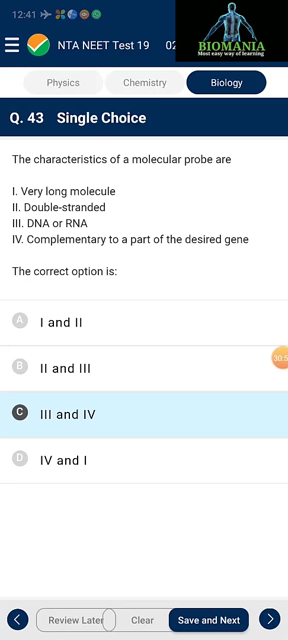 12:41
NTA NEET Test 19 02
BIOMANIA
Most easy way of learning
Physics Chemistry Biology
Q. 43 Single Choice
The characteristics of a molecular probe are
I. Very long molecule
II. Double-stranded
III. DNA or RNA
IV. Complementary to a part of the desired gene
The correct option is:
A I and II
30:5
B II and III
C III and IV
D IV and I
Review Later Clear Save and Next